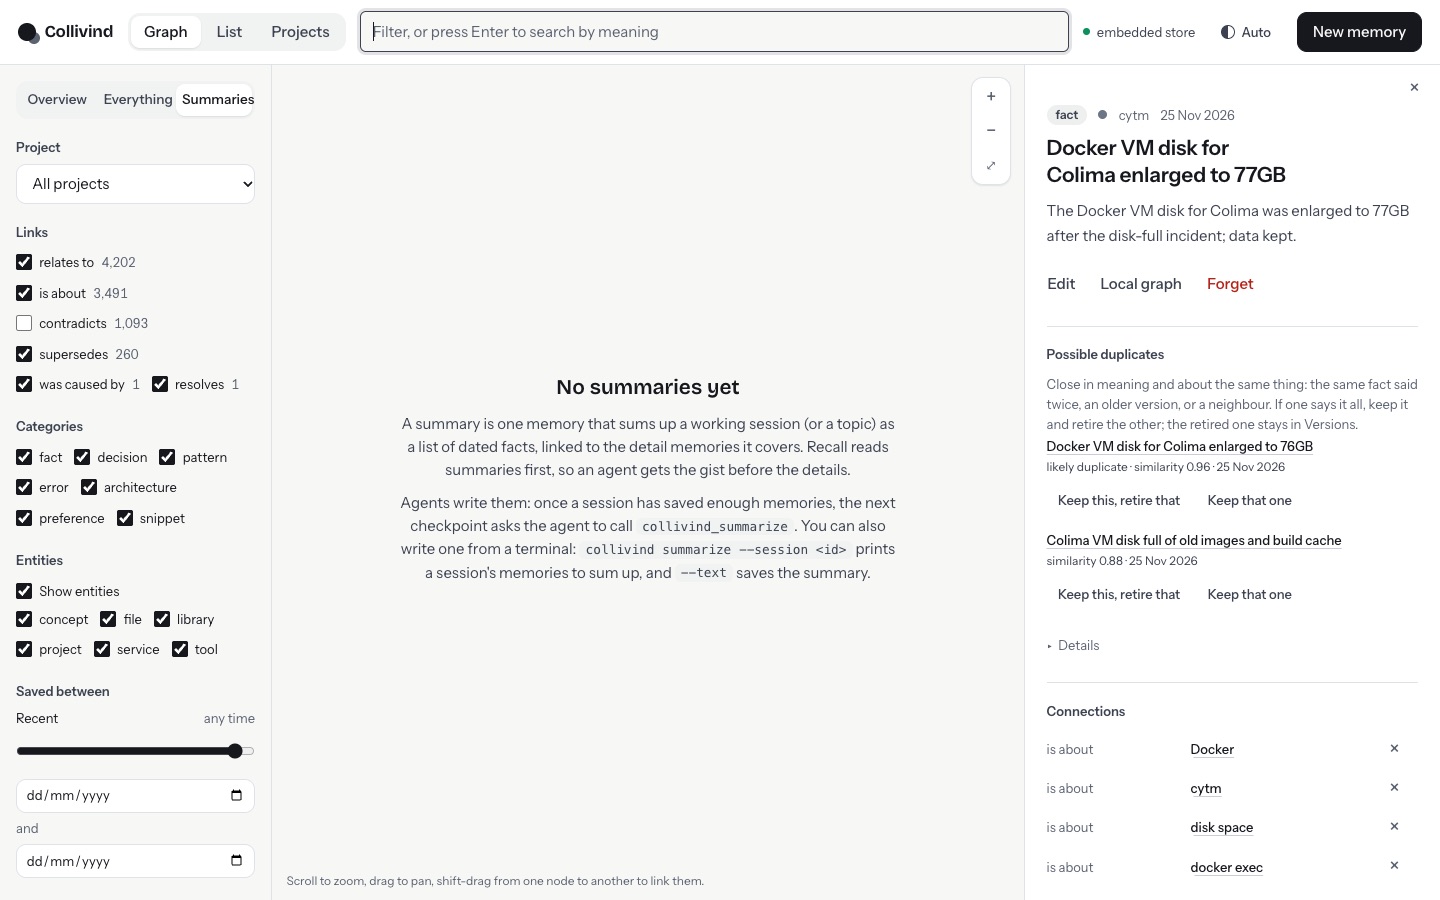 Collivind
Graph
List
Projects
Filter, or press Enter to search by meaning
embedded store
Auto
New memory
Overview
Everything
Summaries
Project
All projects
Links
relates to 4,202
is about 3,491
contradicts 1,093
supersedes 260
was caused by 1 resolves 1
Categories
fact decision pattern
error architecture
preference snippet
Entities
Show entities
concept file library
project service tool
Saved between
Recent any time
dd/mm/yyyy
and
dd/mm/yyyy
+
−
⤢
No summaries yet
A summary is one memory that sums up a working session (or a topic) as
a list of dated facts, linked to the detail memories it covers. Recall reads
summaries first, so an agent gets the gist before the details.
Agents write them: once a session has saved enough memories, the next
checkpoint asks the agent to call collivind_summarize . You can also
write one from a terminal: collivind summarize --session <id> prints
a session's memories to sum up, and --text saves the summary.
Scroll to zoom, drag to pan, shift-drag from one node to another to link them.
×
fact cytm 25 Nov 2026
Docker VM disk for
Colima enlarged to 77GB
The Docker VM disk for Colima was enlarged to 77GB
after the disk-full incident; data kept.
Edit Local graph Forget
Possible duplicates
Close in meaning and about the same thing: the same fact said
twice, an older version, or a neighbour. If one says it all, keep it
and retire the other; the retired one stays in Versions.
Docker VM disk for Colima enlarged to 76GB
likely duplicate · similarity 0.96 · 25 Nov 2026
Keep this, retire that Keep that one
Colima VM disk full of old images and build cache
similarity 0.88 · 25 Nov 2026
Keep this, retire that Keep that one
▸ Details
Connections
is about Docker ×
is about cytm ×
is about disk space ×
is about docker exec ×